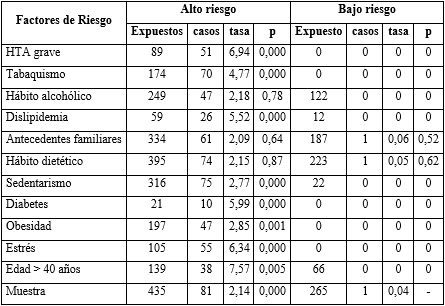 Factores de Riesgo Alto riesgo Bajo riesgo
Expuestos casos tasa p Expuesto casos tasa p
HTA grave 89 51 6,94 0,000 0 0 0 0
Tabaquismo 174 70 4,77 0,000 0 0 0 0
Hábito alcohólico 249 47 2,18 0,78 122 0 0 0
Dislipidemia 59 26 5,52 0,000 12 0 0 0
Antecedentes familiares 334 61 2,09 0,64 187 1 0,06 0,52
Hábito dietético 395 74 2,15 0,87 223 1 0,05 0,62
Sedentarismo 316 75 2,77 0,000 22 0 0 0
Diabetes 21 10 5,99 0,000 0 0 0 0
Obesidad 197 47 2,85 0,001 0 0 0 0
Estrés 105 55 6,34 0,000 0 0 0 0
Edad > 40 años 139 38 7,57 0,005 66 0 0 0
Muestra 435 81 2,14 0,000 265 1 0,04 -